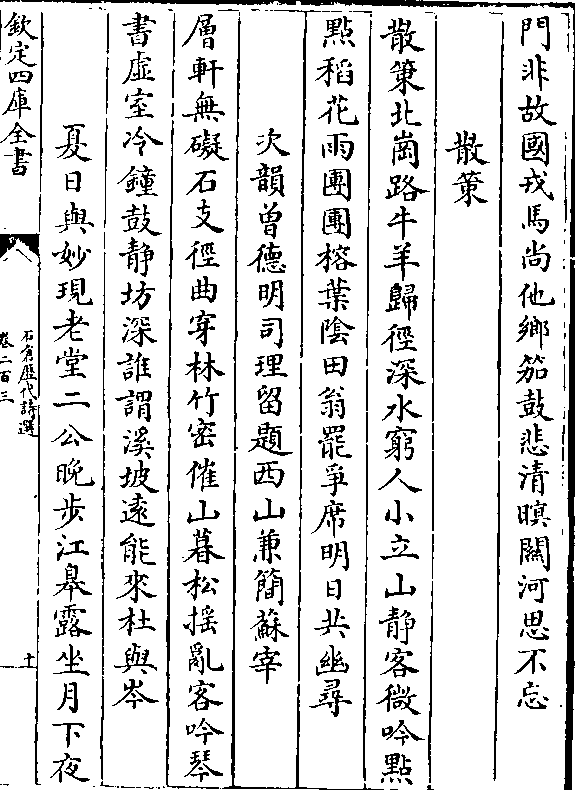 門非故國戎馬尚他鄉笳鼓悲清暝關河思不忘
散策
散策北崗路牛羊歸徑深水窮人小立山静客微吟點
點稻花雨團團榕葉陰田翁罷爭席明日共幽尋
次韻曾德明司理留題西山兼簡蘇宰
層軒無礙石支徑曲穿林竹密催山暮松摇亂客吟琴
書虚室冷鐘鼓靜坊深誰謂溪坡逺能來杜與岑
夏日與妙現老堂二公晚步江皋露坐月下夜
欽定四庫全書
石倉歷代詩選
卷二百三
十